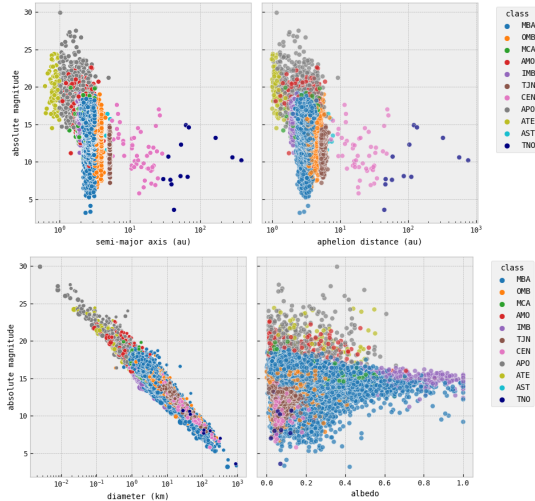 30
25
20
15
10
5
absolute magnitude
10⁰
10¹
10²
semi-major axis (au)
10⁰
10¹
10²
10³
aphelion distance (au)
class
MBA
OMB
MCA
AMO
IMB
TJN
CEN
APO
ATE
AST
TNO
30
25
20
15
10
5
absolute magnitude
10⁻²
10⁻¹
10⁰
10¹
10²
10³
diameter (km)
0.0
0.2
0.4
0.6
0.8
1.0
albedo
class
MBA
OMB
MCA
AMO
IMB
TJN
CEN
APO
ATE
AST
TNO